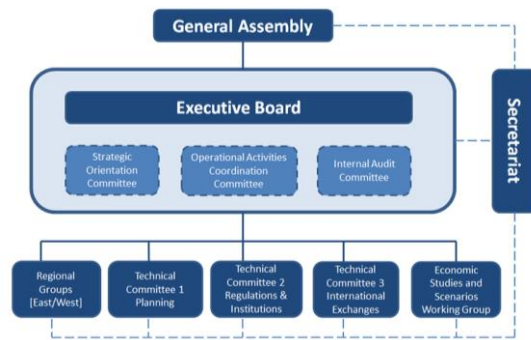 General Assembly
Executive Board
Strategic
Orientation
Committee
Operational Activities
Coordination
Committee
Internal Audit
Committee
Secretariat
Regional
Groups
[East/West]
Technical
Committee 1
Planning
Technical
Committee 2
Regulations &
Institutions
Technical
Committee 3
International
Exchanges
Economic
Studies and
Scenarios
Working Group